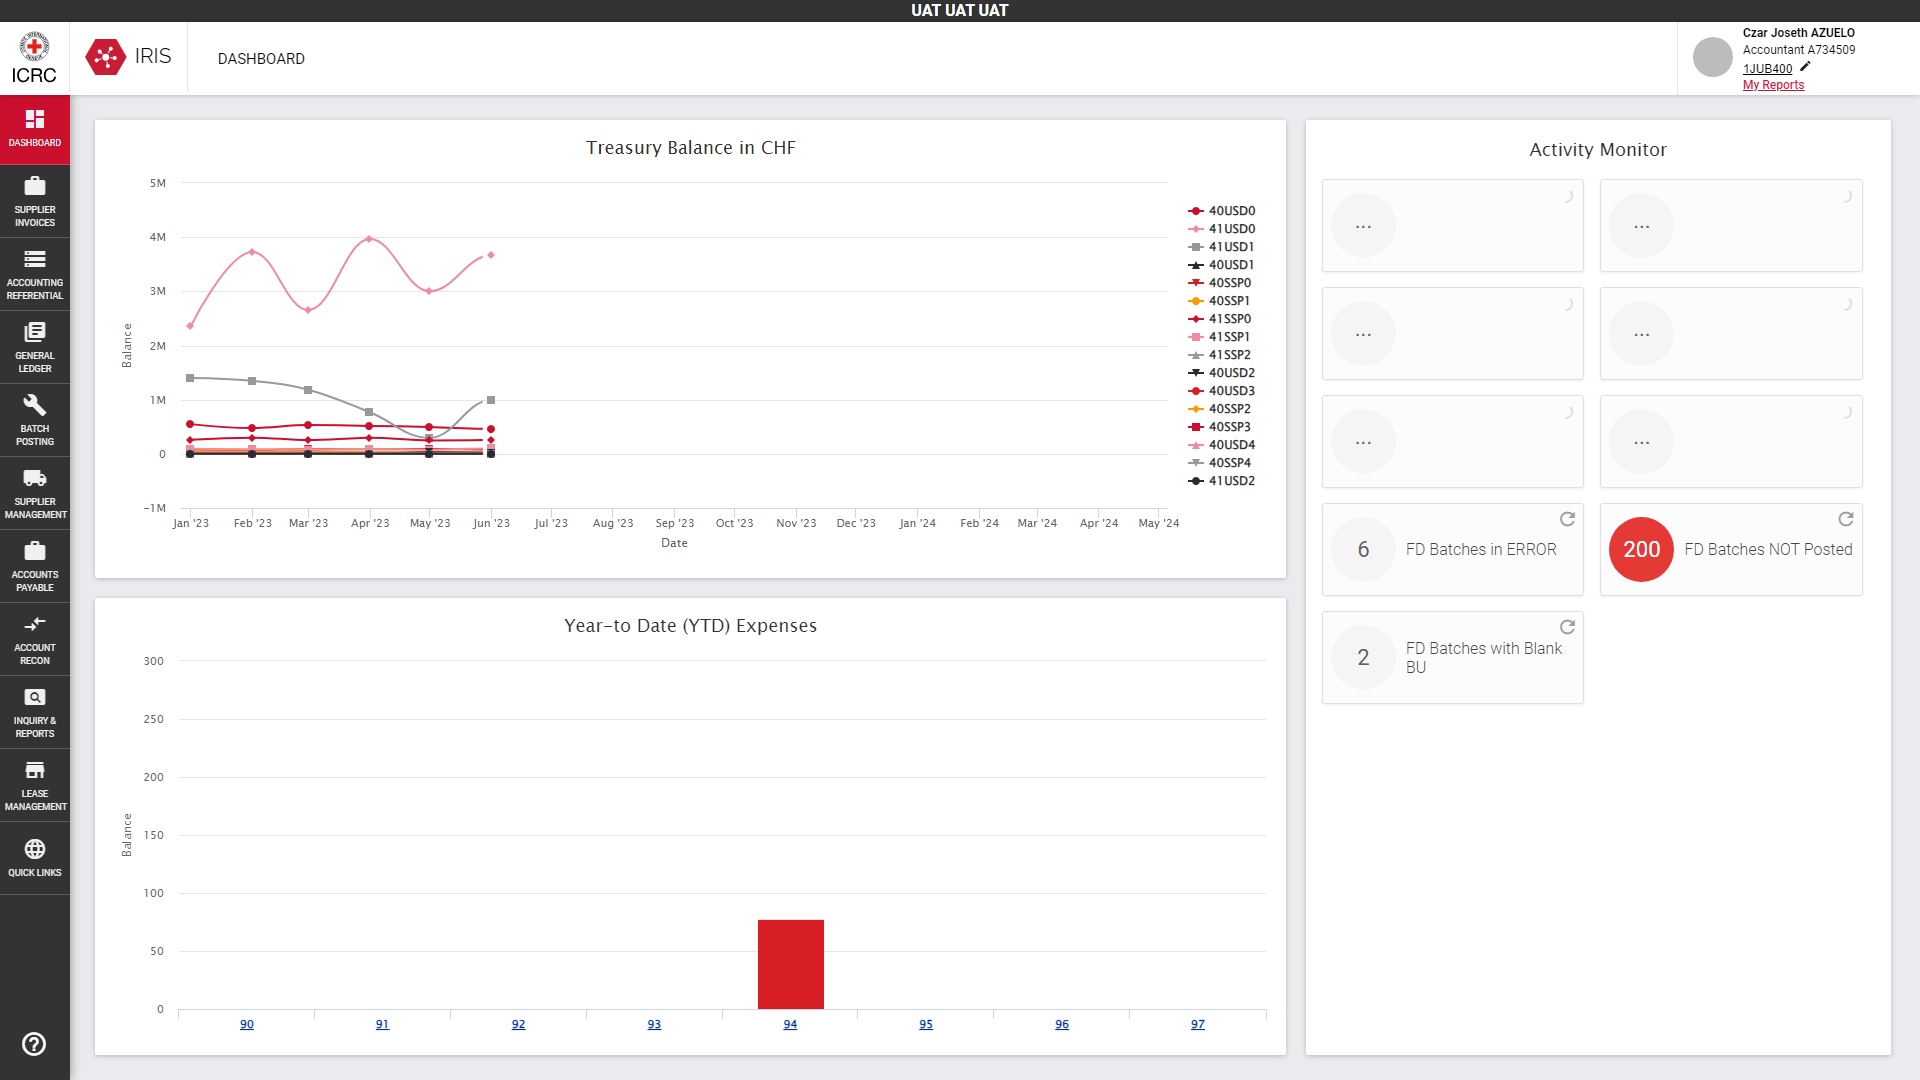 UAT UAT UAT
ICRC
IRIS
DASHBOARD
Czar Joseth AZUELO
Accountant A734509
1JUB400
My Reports
DASHBOARD
SUPPLIER
INVOICES
ACCOUNTING
REFERENTIAL
GENERAL
LEDGER
BATCH
POSTING
SUPPLIER
MANAGEMENT
ACCOUNTS
PAYABLE
ACCOUNT
RECON
INQUIRY &
REPORTS
LEASE
MANAGEMENT
QUICK LINKS
Treasury Balance in CHF
5M
4M
3M
2M
1M
0
-1M
Balance
Jan '23 Feb '23 Mar '23 Apr '23 May '23 Jun '23 Jul '23 Aug '23 Sep '23 Oct '23 Nov '23 Dec '23 Jan '24 Feb '24 Mar '24 Apr '24 May '24
Date
40USD0
41USD0
41USD1
40USD1
40SSP0
40SSP1
41SSP0
41SSP1
41SSP2
40USD2
40USD3
40SSP2
40SSP3
40USD4
40SSP4
41USD2
Year-to Date (YTD) Expenses
300
250
200
150
100
50
0
Balance
90 91 92 93 94 95 96 97
Activity Monitor
... ...
... ...
... ...
6 FD Batches in ERROR
200 FD Batches NOT Posted
2 FD Batches with Blank
BU